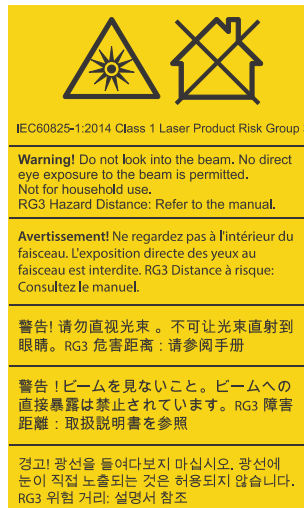 IEC60825-1:2014 Class 1 Laser Product Risk Group
Warning! Do not look into the beam. No direct
eye exposure to the beam is permitted.
Not for household use.
RG3 Hazard Distance: Refer to the manual.
Avertissement! Ne regardez pas à l'intérieur du
faisceau. L'exposition directe des yeux au
faisceau est interdite. RG3 Distance à risque:
Consultez le manuel.
警告! 请勿直视光束 。不可让光束直射到
眼睛。RG3 危害距离 : 请参阅手册
警告 ! ビームを見ないこと。ビームへの
直接暴露は禁止されています。RG3 障害
距離 : 取扱説明書を参照
경고! 광선을 들여다보지 마십시오. 광선에
눈이 직접 노출되는 것은 허용되지 않습니다.
RG3 위험 거리: 설명서 참조